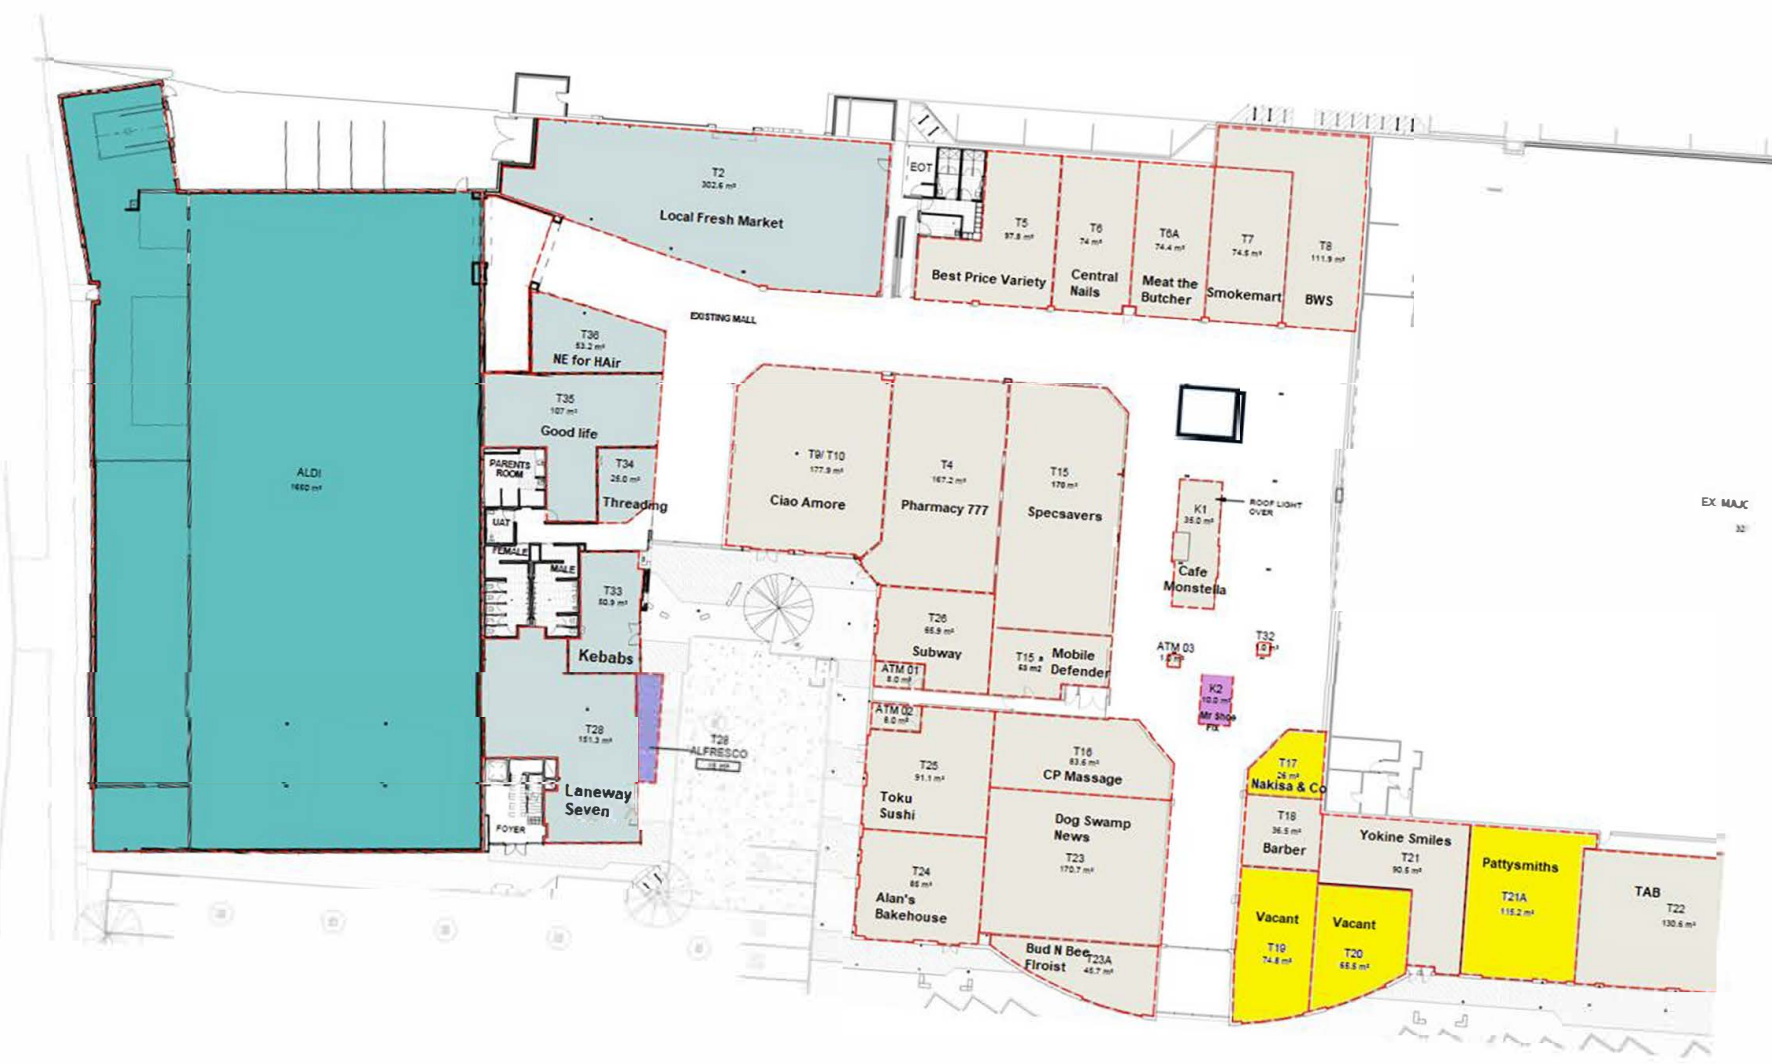 T2
302.6 m²
Local Fresh Market
EOT
T5
97.8 m²
Best Price Variety
T6
74 m²
Central
Nails
T6A
74.4 m²
Meat the
Butcher
T7
74.5 m²
Smokemart
T8
111.9 m²
BWS
EXISTING MALL
T36
53.2 m²
NE for HAir
T35
107 m²
Good life
PARENTS
ROOM
T34
25.0 m²
Threading
UAT
FEMALE
MALE
T33
50.9 m²
Kebabs
ALDI
1660 m²
T9/ T10
177.9 m²
Ciao Amore
T4
167.2 m²
Pharmacy 777
T15
170 m²
Specsavers
K1
35.0 m²
ROOF LIGHT
OVER
Cafe
Monstella
EX. MAJC
32
T26
65.9 m²
Subway
ATM 01
T15 a
Mobile
Defender
ATM 03
T32
K2
10.0 m²
Mr Shoe
Fix
T28
151.3 m²
Laneway
Seven
FOYER
T28
ALFRESCO
ATM 02
T25
91.1 m²
Toku
Sushi
T16
83.6 m²
CP Massage
T17
26 m²
Nakisa & Co
T18
36.5 m²
Barber
Dog Swamp
News
T23
170.7 m²
T24
85 m²
Alan's
Bakehouse
Bud N Bee
Flroist
T23A
45.7 m²
Vacant
T19
74.8 m²
Vacant
T20
65.5 m²
Yokine Smiles
T21
90.5 m²
Pattysmiths
T21A
115.2 m²
TAB
T22
130.6 m²